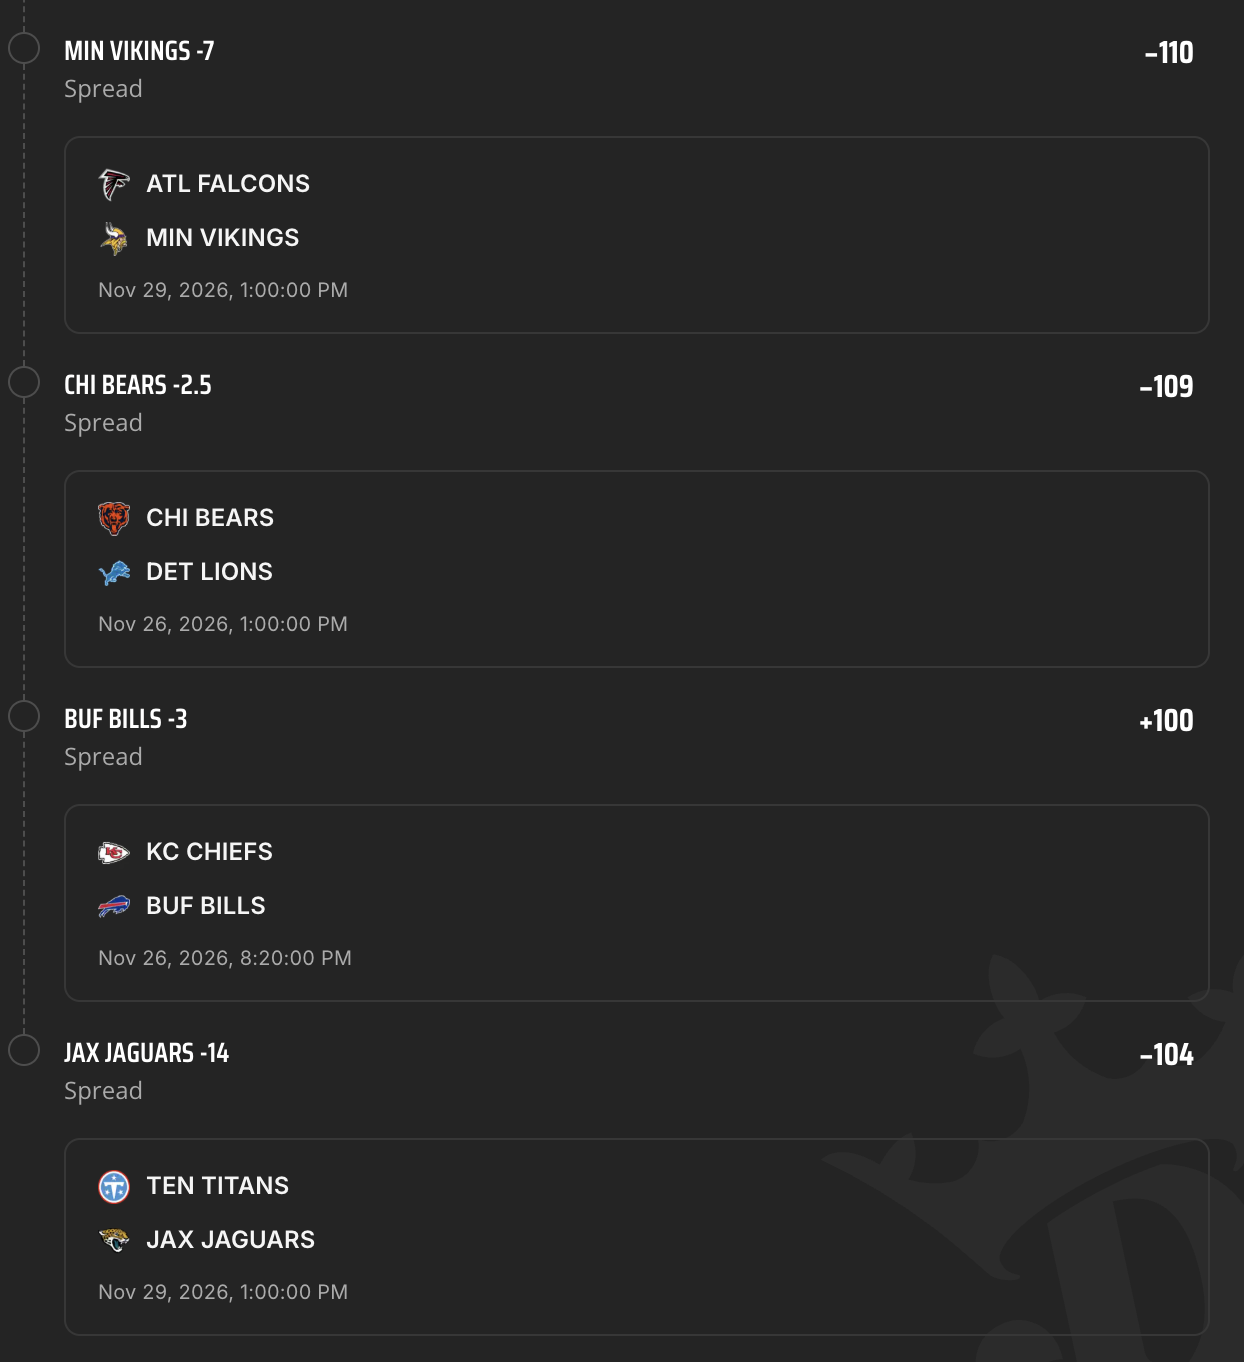 MIN VIKINGS -7
−110
Spread
ATL FALCONS
MIN VIKINGS
Nov 29, 2026, 1:00:00 PM
CHI BEARS -2.5
−109
Spread
CHI BEARS
DET LIONS
Nov 26, 2026, 1:00:00 PM
BUF BILLS -3
+100
Spread
KC CHIEFS
BUF BILLS
Nov 26, 2026, 8:20:00 PM
JAX JAGUARS -14
−104
Spread
TEN TITANS
JAX JAGUARS
Nov 29, 2026, 1:00:00 PM